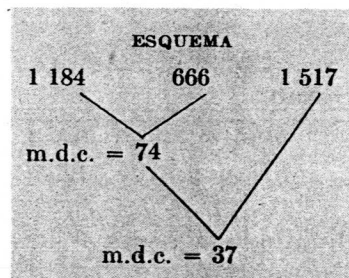 ESQUEMA
1 184 666 1 517
m.d.c. = 74
m.d.c. = 37